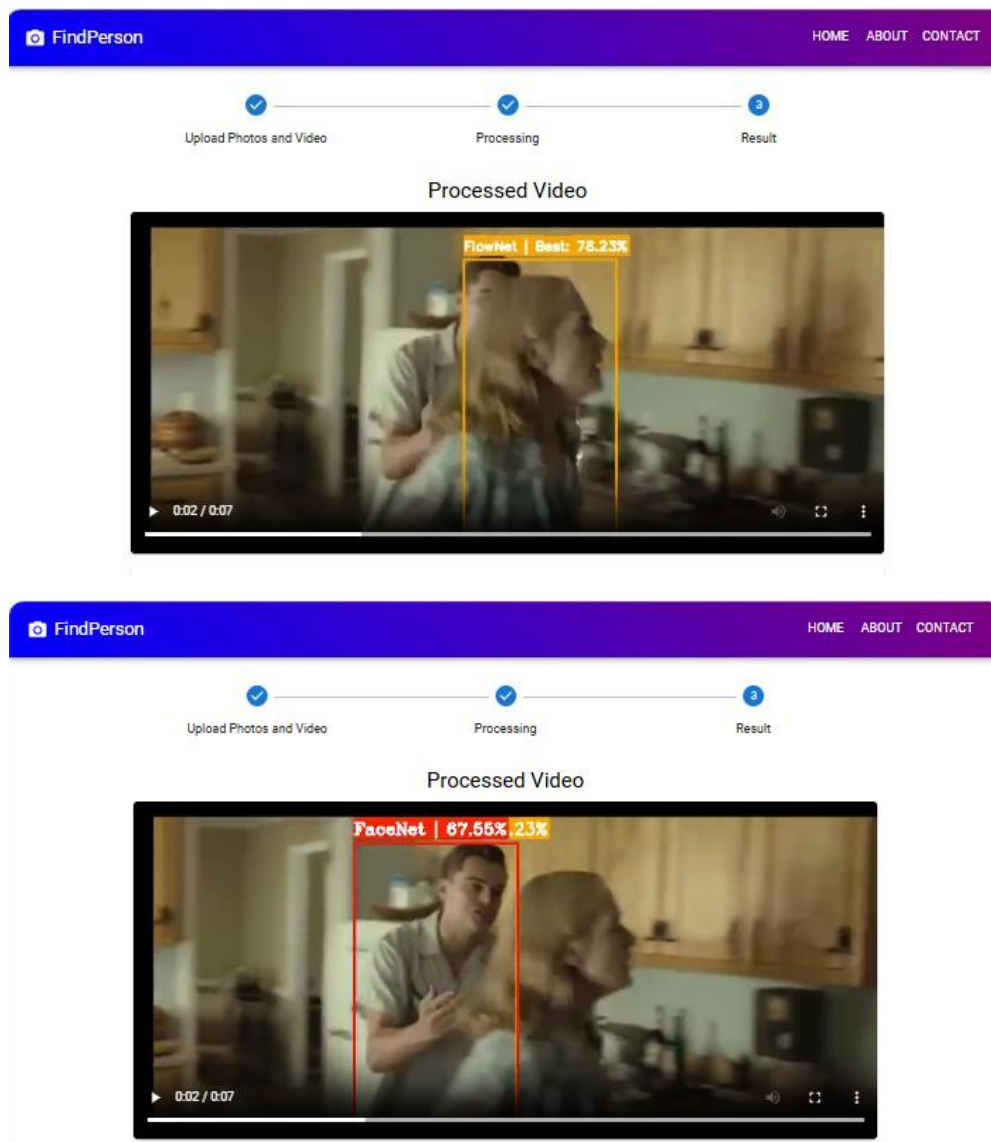 FindPerson HOME ABOUT CONTACT
3
Upload Photos and Video Processing Result
Processed Video
FlowNet | Best: 78.23%
0:02 / 0:07
FindPerson HOME ABOUT CONTACT
3
Upload Photos and Video Processing Result
Processed Video
FaceNet | 67.55% .23%
0:02 / 0:07